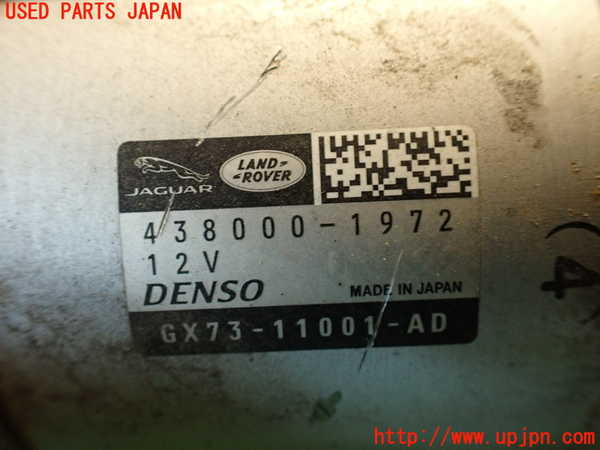 USED PARTS JAPAN
JAGUAR
LAND-
ROVER
438000-1972
12V
DENSO MADE IN JAPAN
GX73-11001-AD
(4
http://www.upjpn.com/